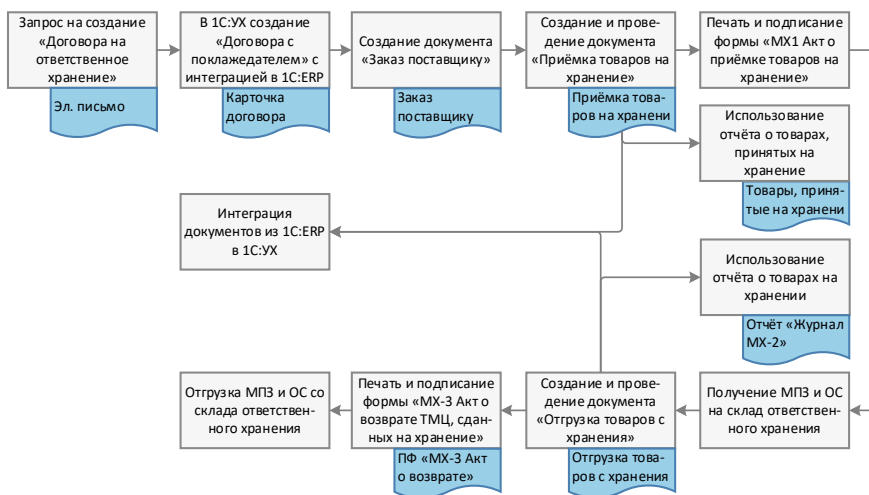 Запрос на создание
«Договора на
ответственное
хранение»
Эл. письмо
В 1С:УХ создание
«Договора с
поклажедателем» с
интеграцией в 1С:ERP
Карточка
договора
Создание документа
«Заказ поставщику»
Заказ
поставщику
Создание и прове-
дение документа
«Приёмка товаров на
хранение»
Приёмка това-
ров на хранени
Печать и подписание
формы «МХ1 Акт о
приёмке товаров на
хранение»
Использование
отчёта о товарах,
принятых на
хранение
Товары, приня-
тые на хранени
Интеграция
документов из 1С:ERP
в 1С:УХ
Использование
отчёта о товарах на
хранении
Отчёт «Журнал
МХ-2»
Отгрузка МПЗ и ОС со
склада ответствен-
ного хранения
Печать и подписание
формы «МХ-3 Акт о
возврате ТМЦ, сдан-
ных на хранение»
ПФ «МХ-3 Акт
о возврате»
Создание и прове-
дение документа
«Отгрузка товаров с
хранения»
Отгрузка това-
ров с хранения
Получение МПЗ и ОС
на склад ответствен-
ного хранения